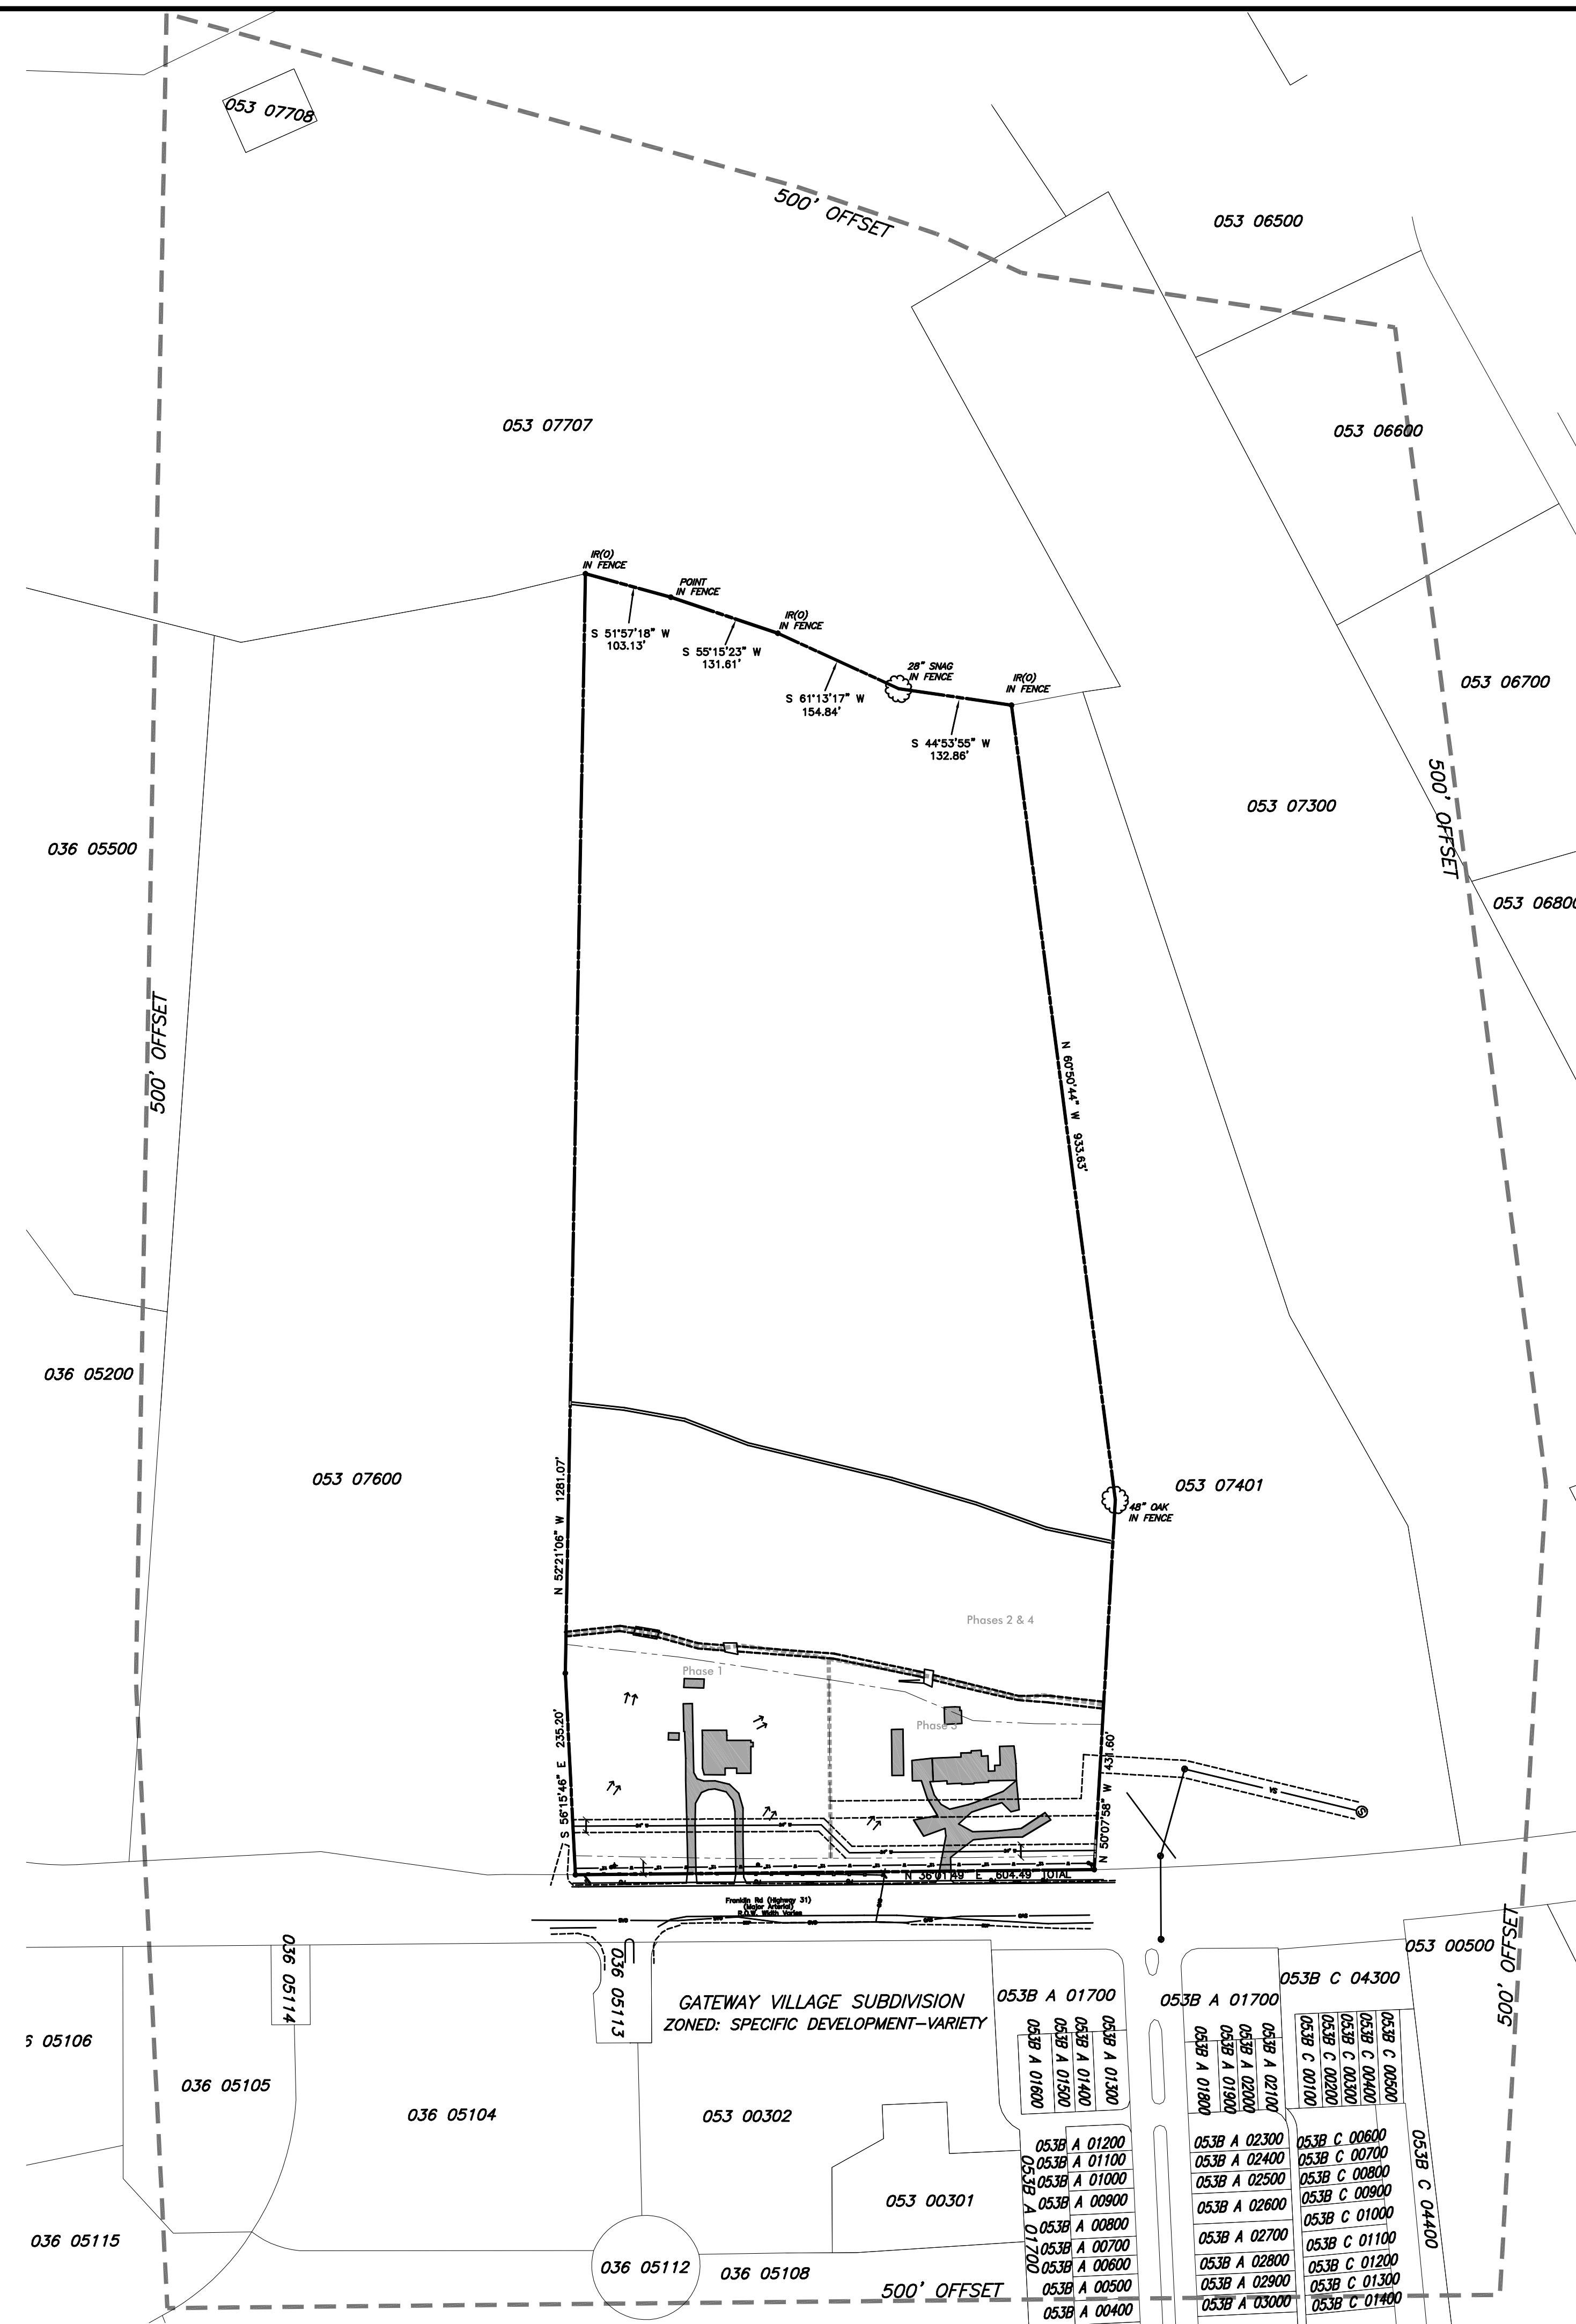 053 07708
500' OFFSET
053 06500
053 07707
053 06600
IR(O)
IN FENCE
POINT
IN FENCE
IR(O)
IN FENCE
S 51°57'18" W
103.13'
S 55°15'23" W
131.61'
28" SNAG
IN FENCE
IR(O)
IN FENCE
S 61°13'17" W
154.84'
S 44°53'55" W
132.86'
053 06700
500' OFFSET
053 07300
036 05500
053 06800
500' OFFSET
N 60°50'44" W 933.63'
036 05200
053 07600
N 52°21'06" W 1281.07'
053 07401
48" OAK
IN FENCE
Phases 2 & 4
Phase 1
Phase 3
S 56°15'46" E 235.20'
N 50°07'58" W 431.60'
N 36°01'49 E 604.49 TOTAL
Franklin Rd (Highway 31)
(Major Arterial)
R.O.W. Width Varies
036 05114
036 05113
GATEWAY VILLAGE SUBDIVISION
ZONED: SPECIFIC DEVELOPMENT-VARIETY
053B A 01700
053B A 01700
053B C 04300
053 00500
500' OFFSET
053B A 01600
053B A 01500
053B A 01400
053B A 01300
053B A 01800
053B A 01900
053B A 02000
053B A 02100
053B C 00100
053B C 00200
053B C 00300
053B C 00400
053B C 00500
6 05106
036 05105
036 05104
053 00302
053B A 01200
053B A 01100
053B A 01000
053B A 00900
053B A 00800
053B A 00700
053B A 00600
053B A 00500
053B A 00400
053B A 01700
053B A 02300
053B A 02400
053B A 02500
053B A 02600
053B A 02700
053B A 02800
053B A 02900
053B A 03000
053B C 00600
053B C 00700
053B C 00800
053B C 00900
053B C 01000
053B C 01100
053B C 01200
053B C 01300
053B C 01400
053B C 04400
053 00301
036 05115
036 05112
036 05108
500' OFFSET